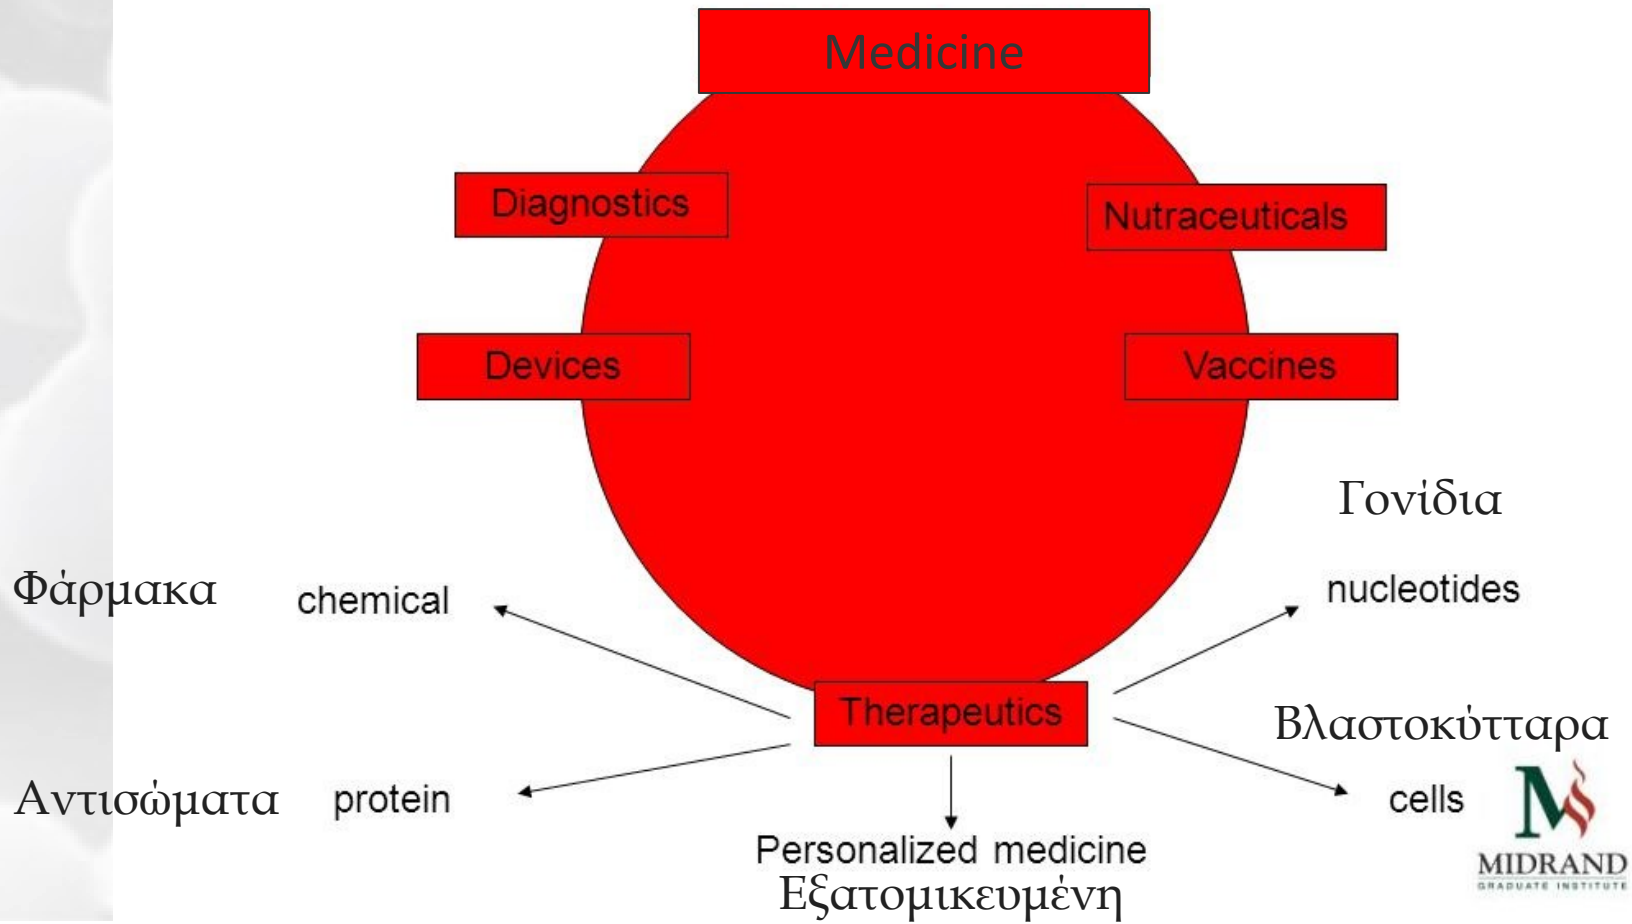 Medicine
Diagnostics
Nutraceuticals
Devices
Vaccines
Γονίδια
Φάρμακα
chemical
nucleotides
Therapeutics
Βλαστοκύτταρα
Αντισώματα
protein
cells
Personalized medicine
Εξατομικευμένη
MIDRAND
GRADUATE INSTITUTE